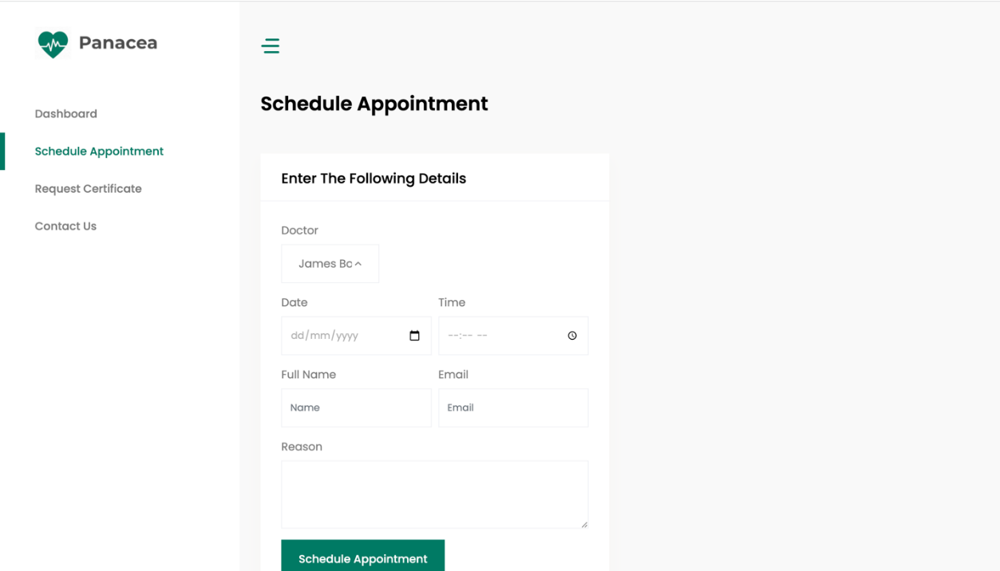 Panacea
Dashboard
Schedule Appointment
Request Certificate
Contact Us
Schedule Appointment
Enter The Following Details
Doctor
James Bo
Date Time
dd/mm/yyyy --:-- --
Full Name Email
Name Email
Reason
Schedule Appointment